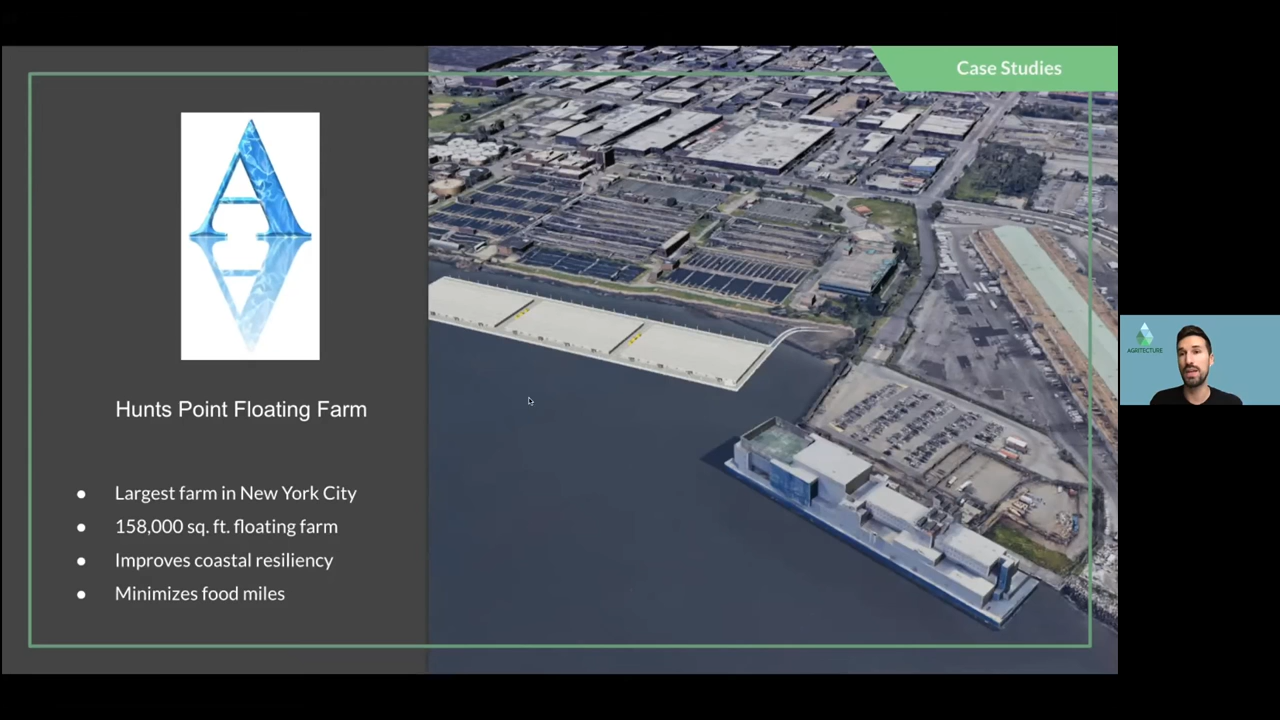 Case Studies
A
Hunts Point Floating Farm
● Largest farm in New York City
● 158,000 sq. ft. floating farm
● Improves coastal resiliency
● Minimizes food miles
AGRITECTURE